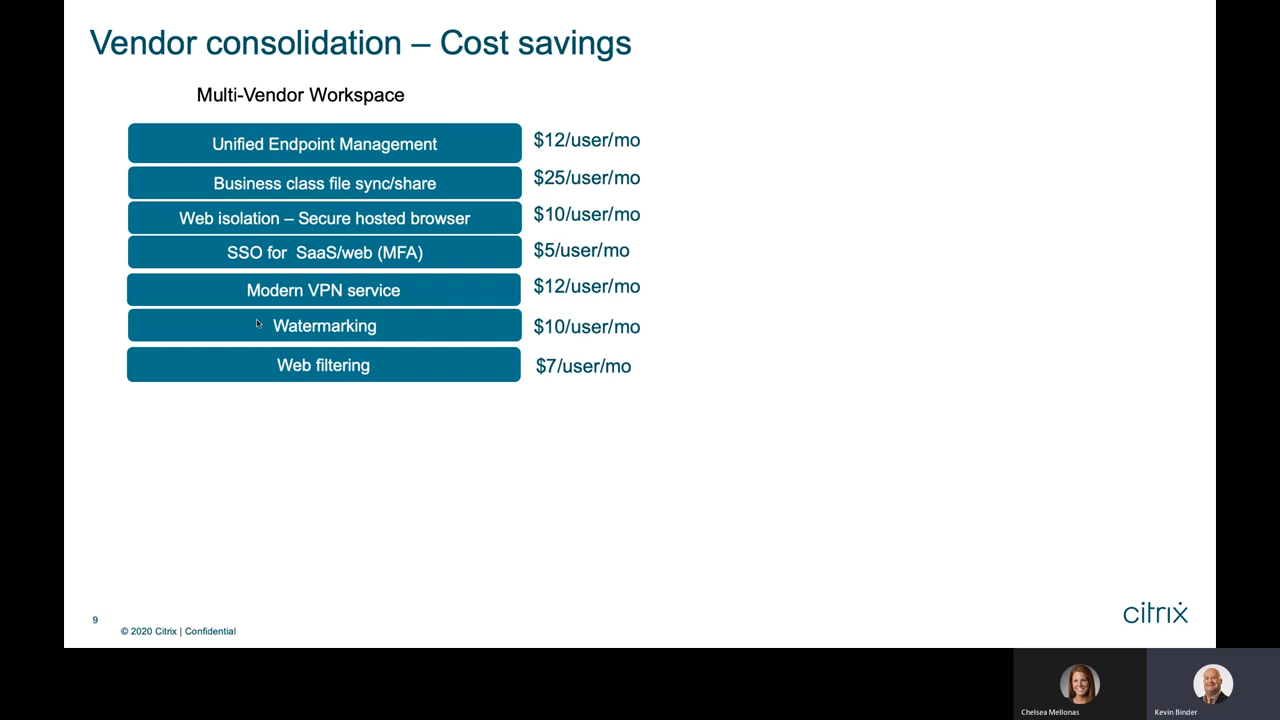 Vendor consolidation – Cost savings
Multi-Vendor Workspace
Unified Endpoint Management $12/user/mo
Business class file sync/share $25/user/mo
Web isolation – Secure hosted browser $10/user/mo
SSO for  SaaS/web (MFA) $5/user/mo
Modern VPN service $12/user/mo
Watermarking $10/user/mo
Web filtering $7/user/mo
9
© 2020 Citrix | Confidential
citrix
Chelsea Mellonas
Kevin Binder